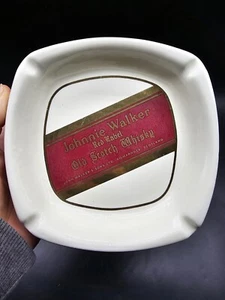 Johnnie Walker
Red Label
Old Scotch Whisky